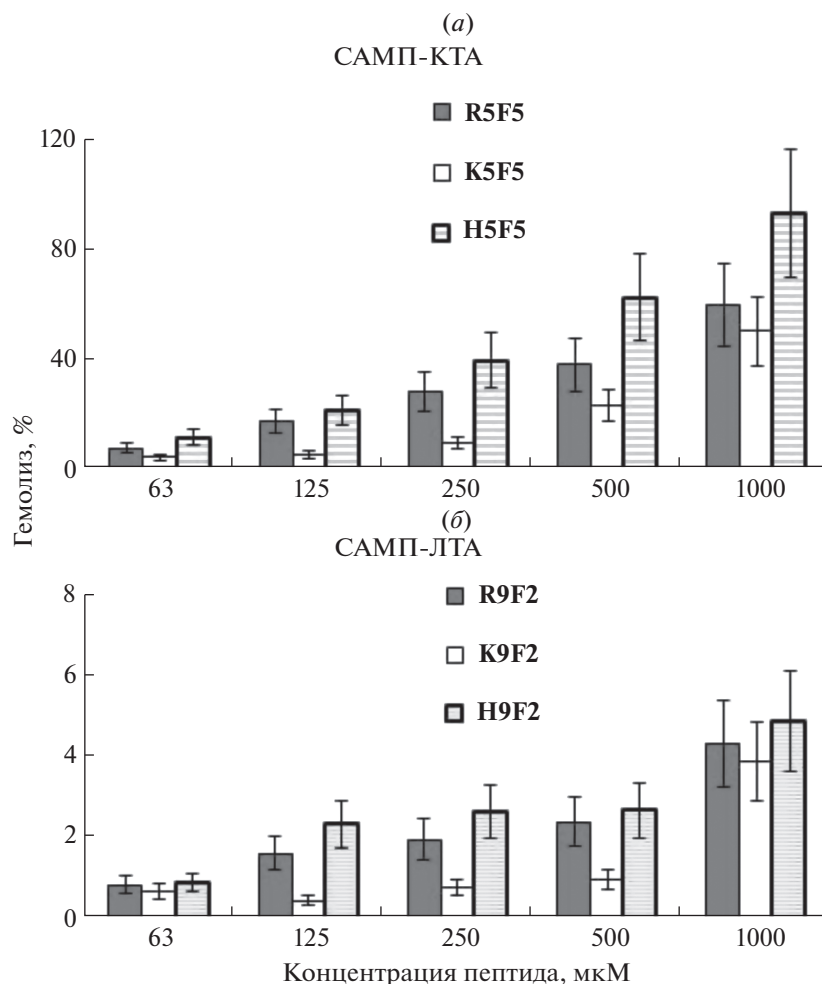 (а)
САМП-КТА
R5F5
K5F5
H5F5
120
80
40
0
63 125 250 500 1000
Гемолиз, %
(б)
САМП-ЛТА
R9F2
K9F2
H9F2
8
6
4
2
0
63 125 250 500 1000
Концентрация пептида, мкМ